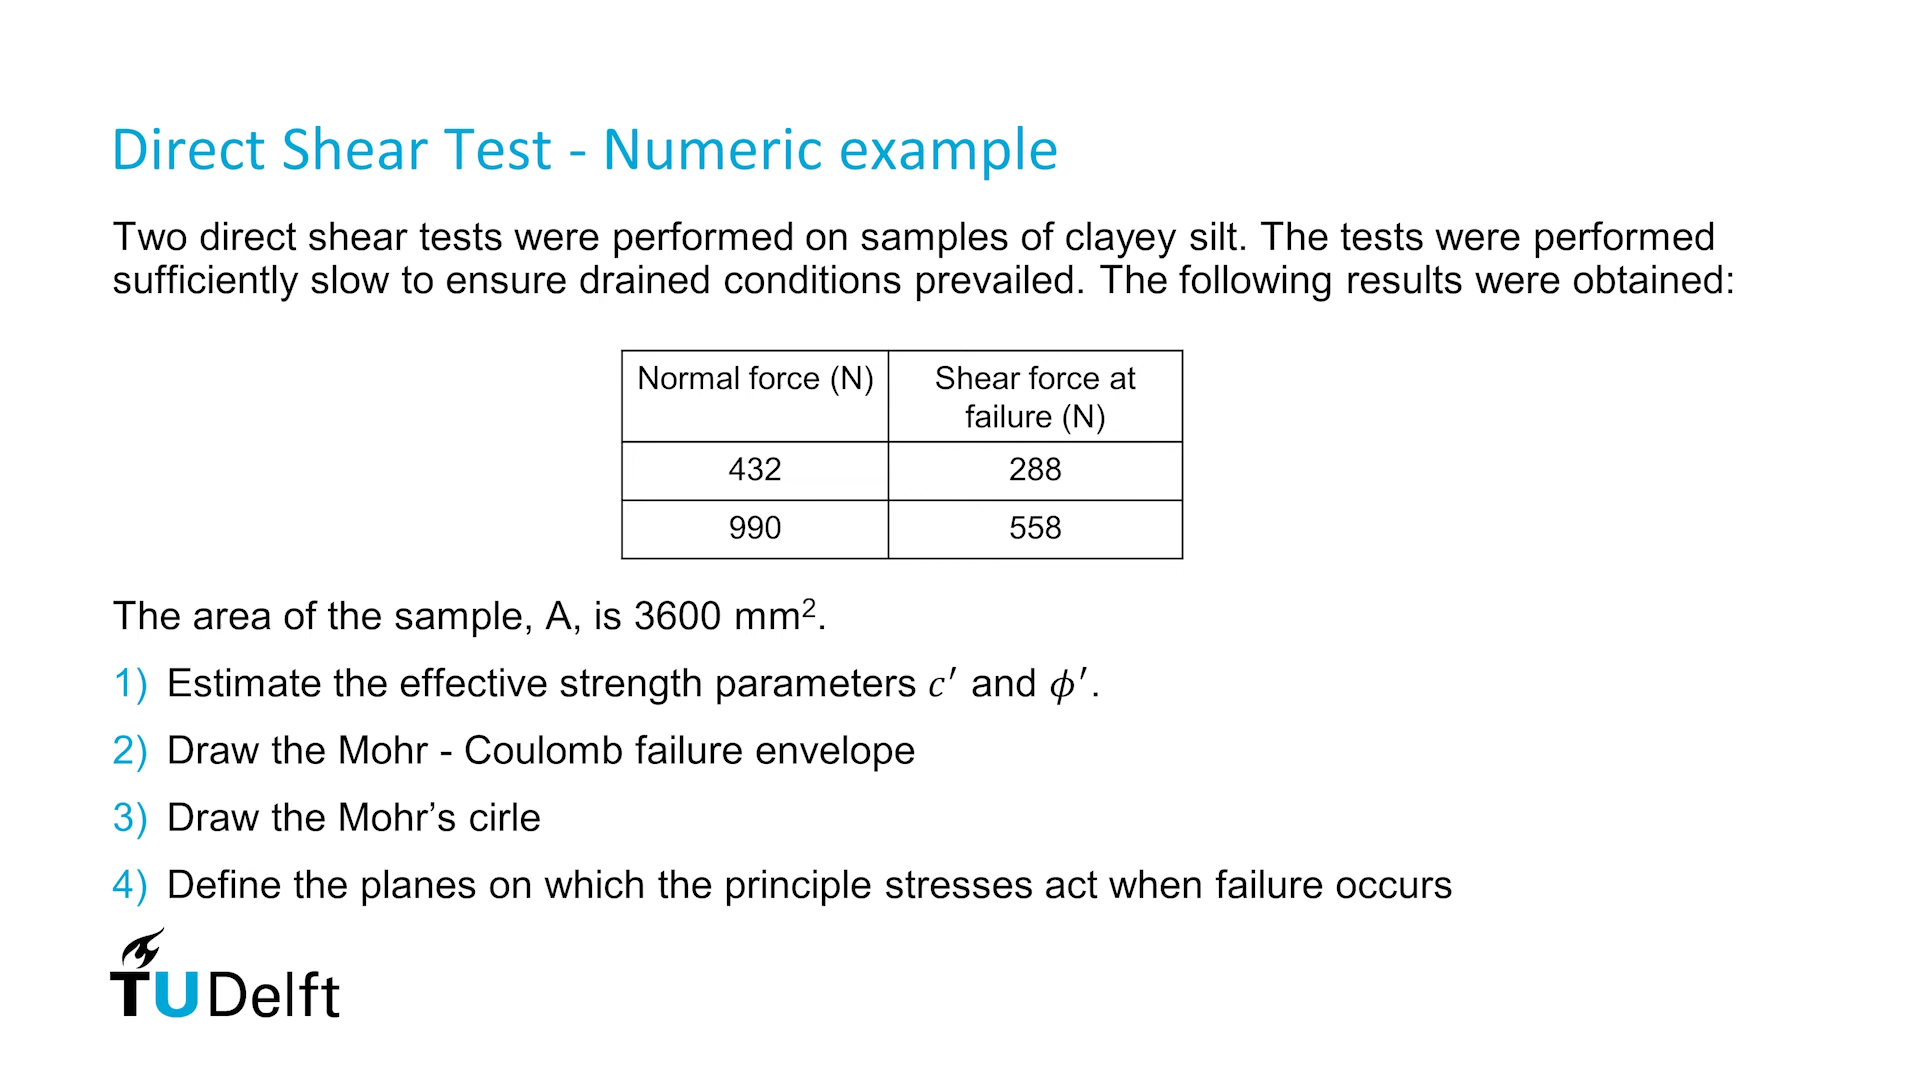 Direct Shear Test - Numeric example
Two direct shear tests were performed on samples of clayey silt. The tests were performed
sufficiently slow to ensure drained conditions prevailed. The following results were obtained:
Normal force (N) Shear force at
failure (N)
432 288
990 558
The area of the sample, A, is 3600 mm².
1) Estimate the effective strength parameters 𝑐′ and 𝜙′.
2) Draw the Mohr - Coulomb failure envelope
3) Draw the Mohr’s cirle
4) Define the planes on which the principle stresses act when failure occurs
TUDelft